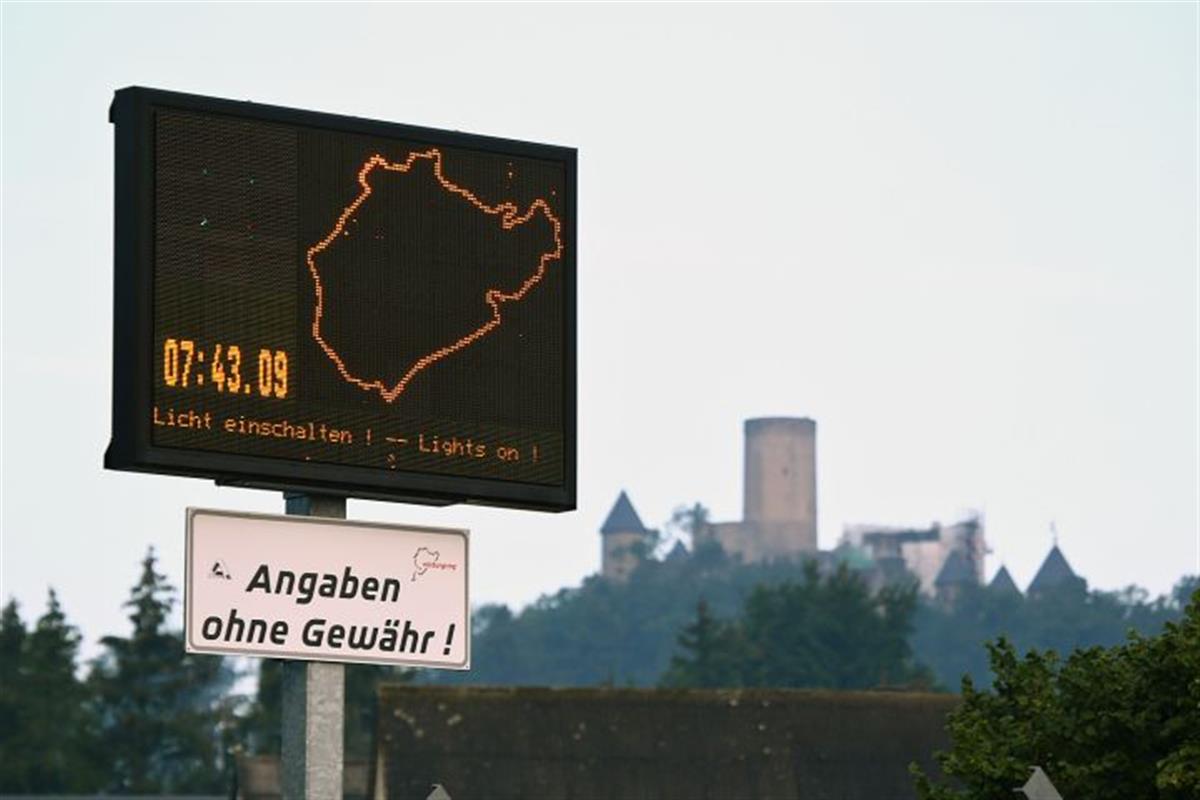 07:43.09
Licht einschalten ! -- Lights on !
Angaben
ohne Gewähr !